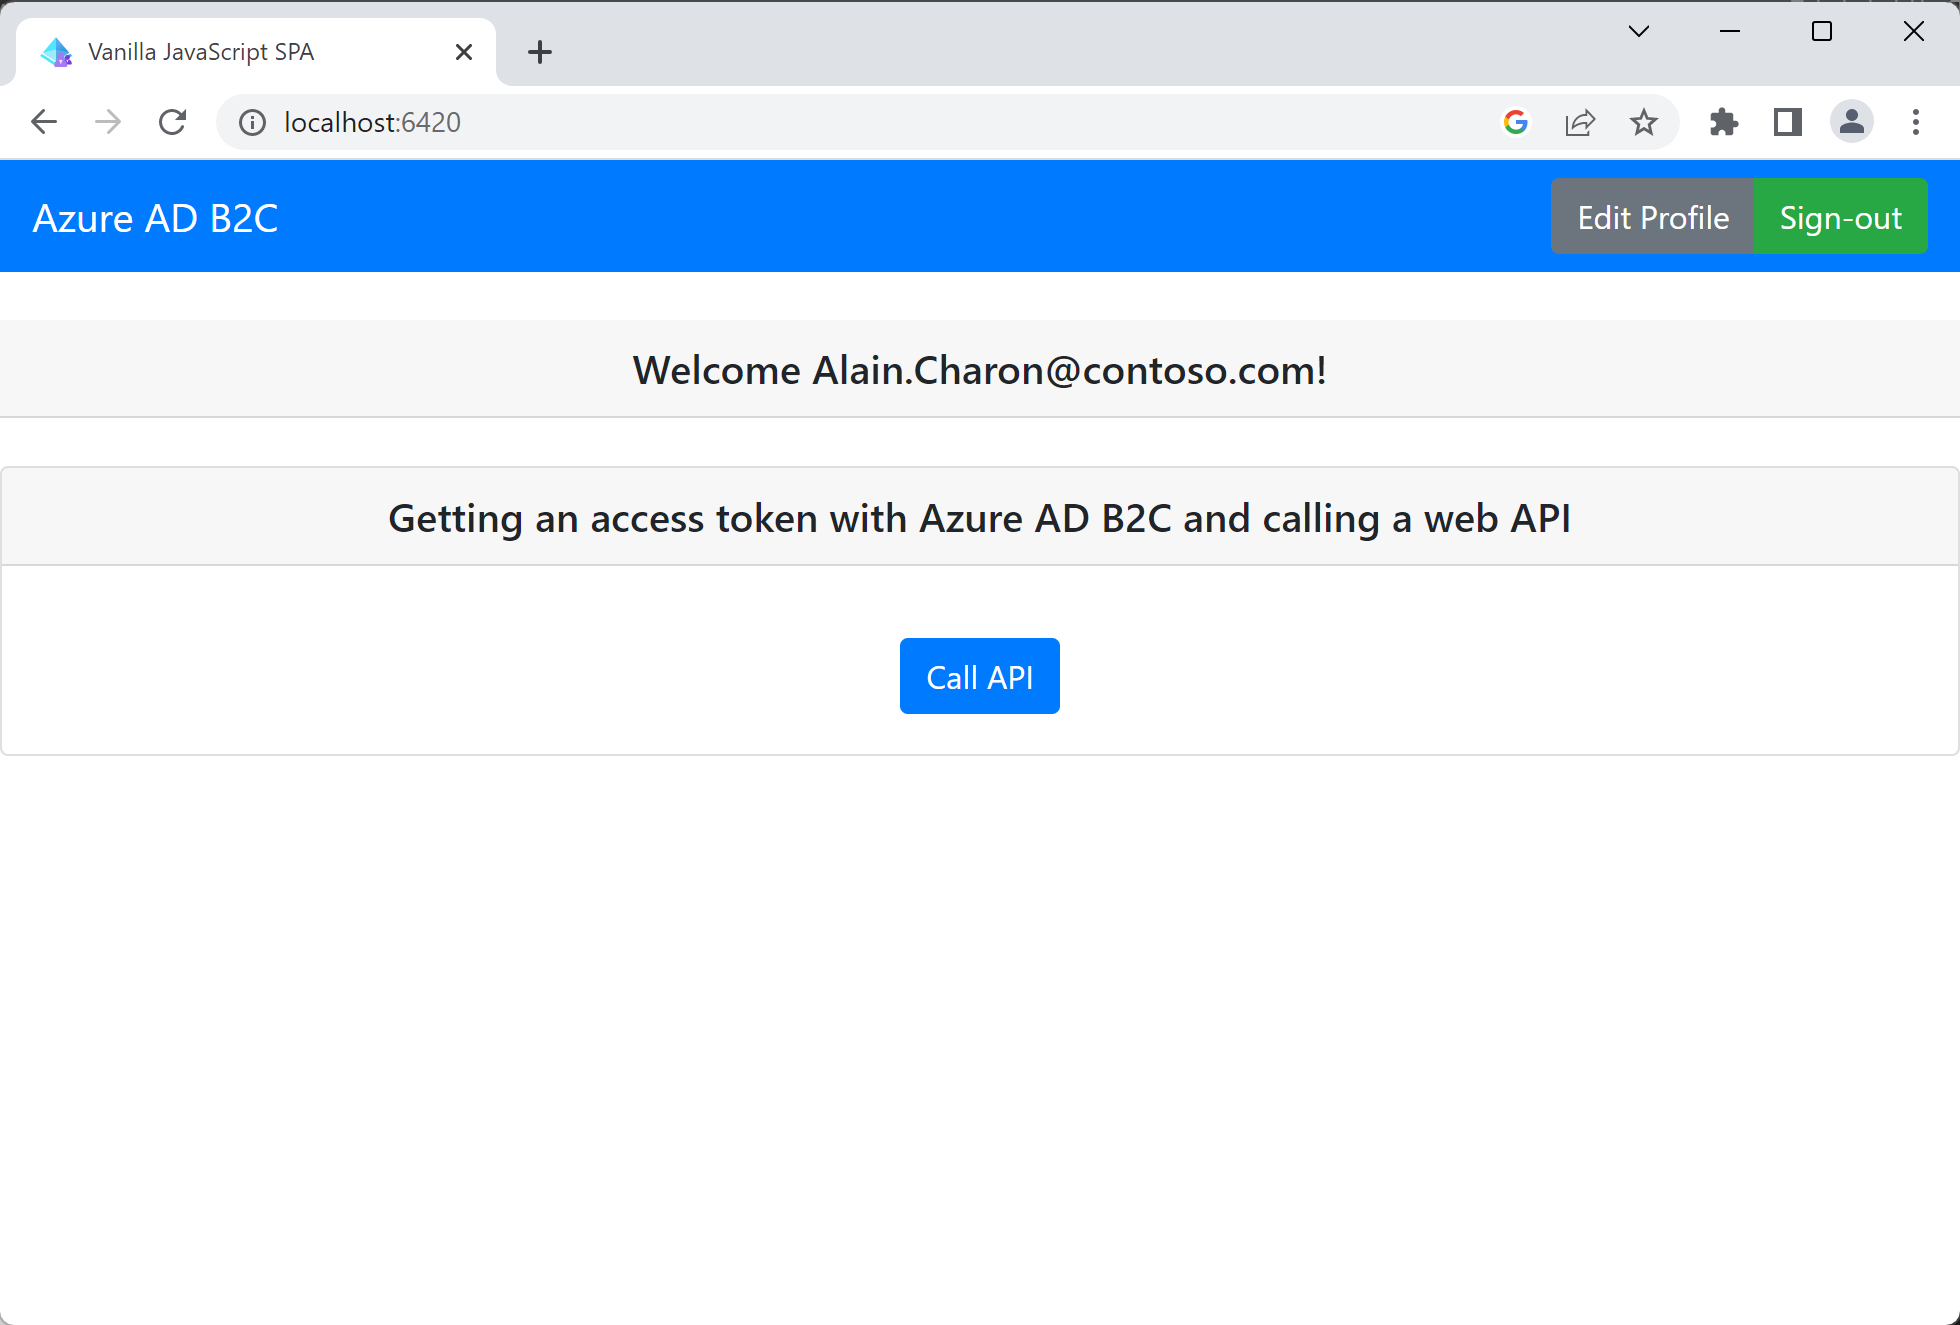 Vanilla JavaScript SPA
localhost:6420
Azure AD B2C
Edit Profile
Sign-out
Welcome Alain.Charon@contoso.com!
Getting an access token with Azure AD B2C and calling a web API
Call API